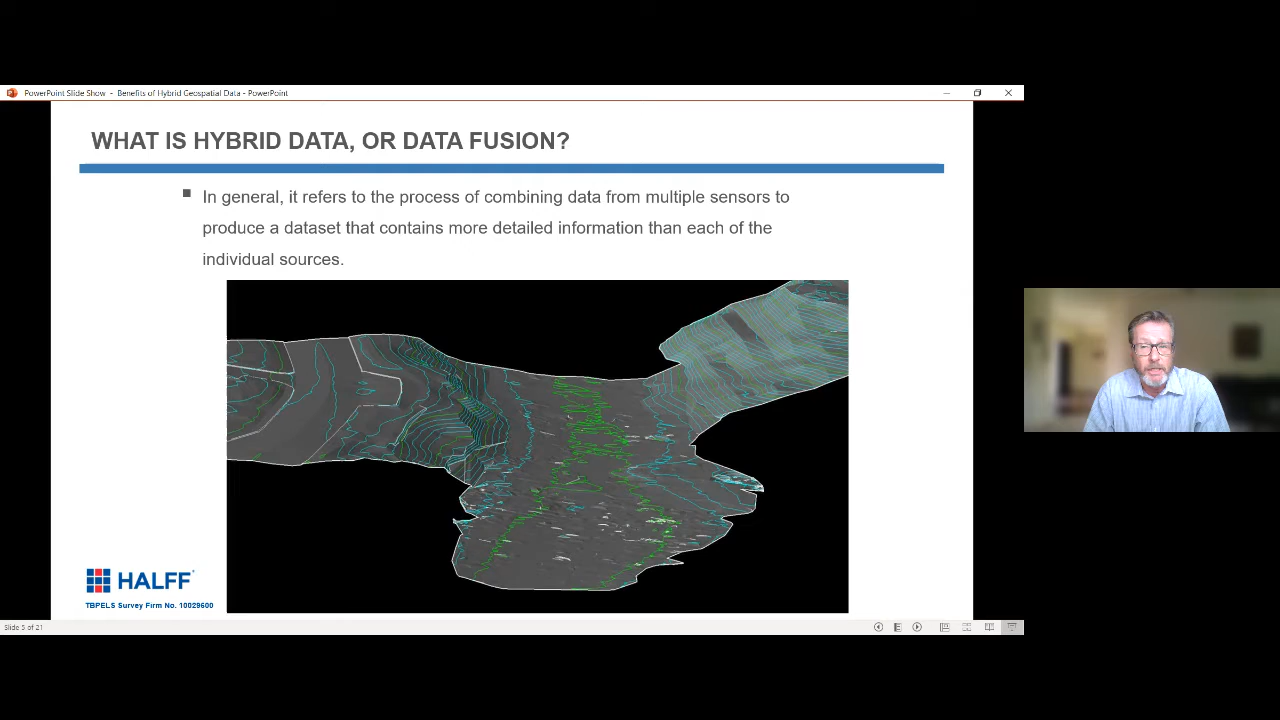 PowerPoint Slide Show - Benefits of Hybrid Geospatial Data - PowerPoint
WHAT IS HYBRID DATA, OR DATA FUSION?
In general, it refers to the process of combining data from multiple sensors to
produce a dataset that contains more detailed information than each of the
individual sources.
HALFF
TBPELS Survey Firm No. 10029600
Slide 5 of 21